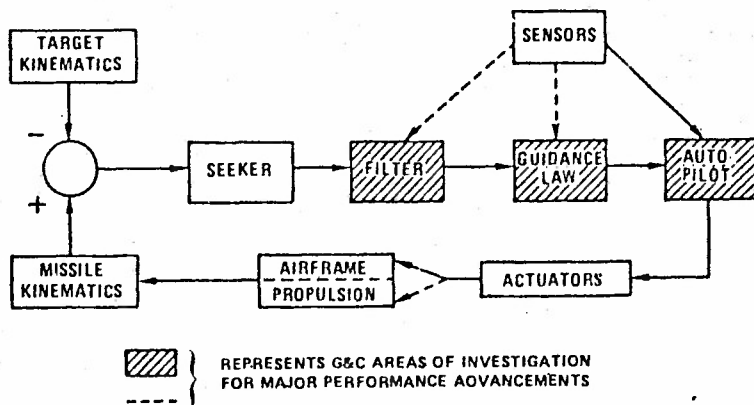 TARGET
KINEMATICS
SENSORS
−
SEEKER
FILTER
GUIDANCE
LAW
AUTO
PILOT
+
MISSILE
KINEMATICS
AIRFRAME
PROPULSION
ACTUATORS
REPRESENTS G&C AREAS OF INVESTIGATION
FOR MAJOR PERFORMANCE AOVANCEMENTS